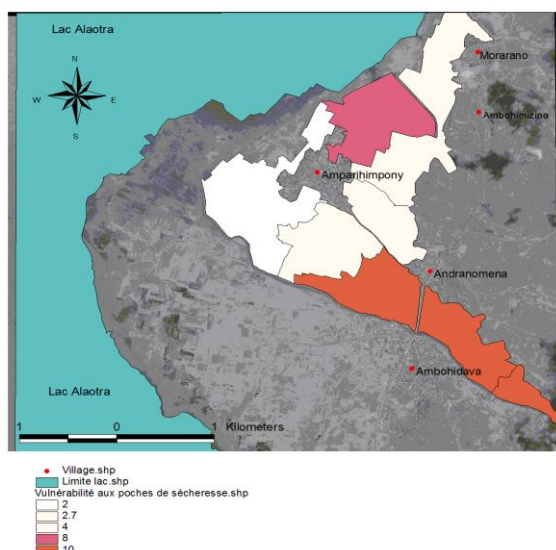 Lac Alaotra
N
W E
S
Morarano
Ambohimizina
Amparihimpony
Andranomena
Ambohidava
Lac Alaotra
1 0 1 Kilometers
Village.shp
Limite lac.shp
Vulnérabilité aux poches de sècheresse.shp
2
2.7
4
8
10